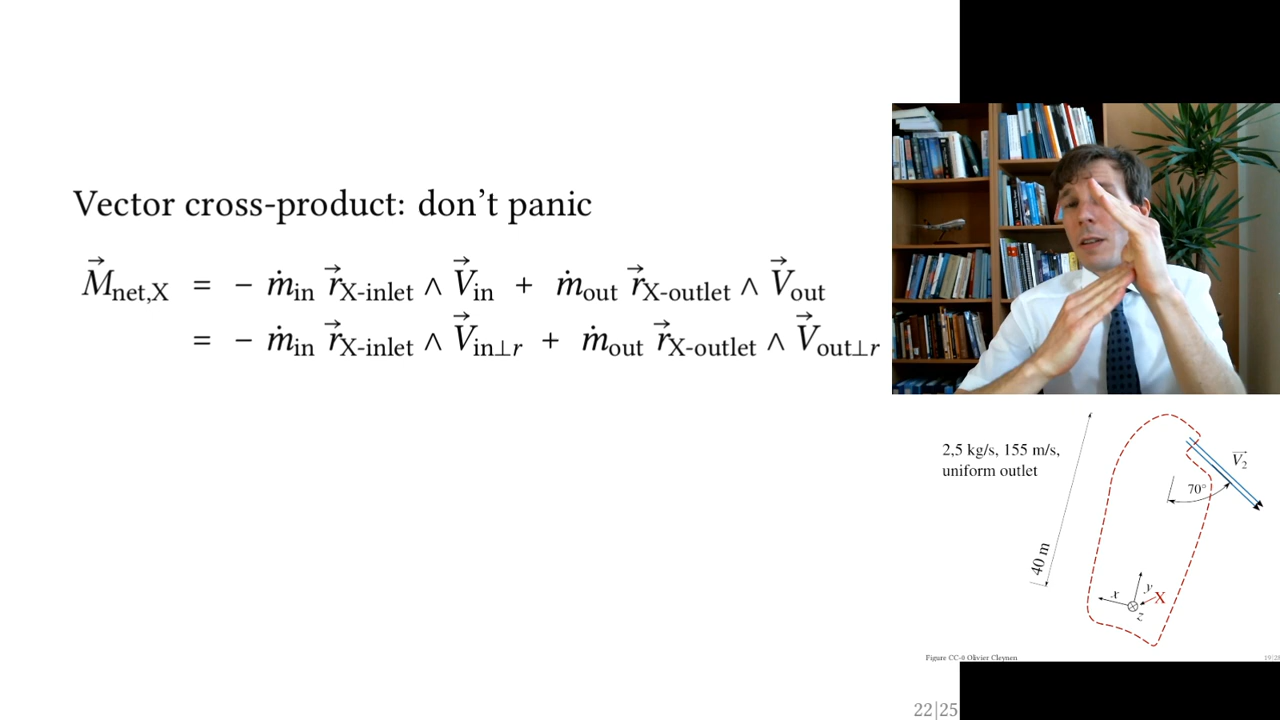 Vector cross-product: don't panic
M⃗net,X = − ṁin r⃗X-inlet ∧ V⃗in + ṁout r⃗X-outlet ∧ V⃗out
= − ṁin r⃗X-inlet ∧ V⃗in⊥r + ṁout r⃗X-outlet ∧ V⃗out⊥r
2,5 kg/s, 155 m/s,
uniform outlet
V⃗2
70°
40 m
x
y
X
z
Figure CC-0 Olivier Cleynen
22|25